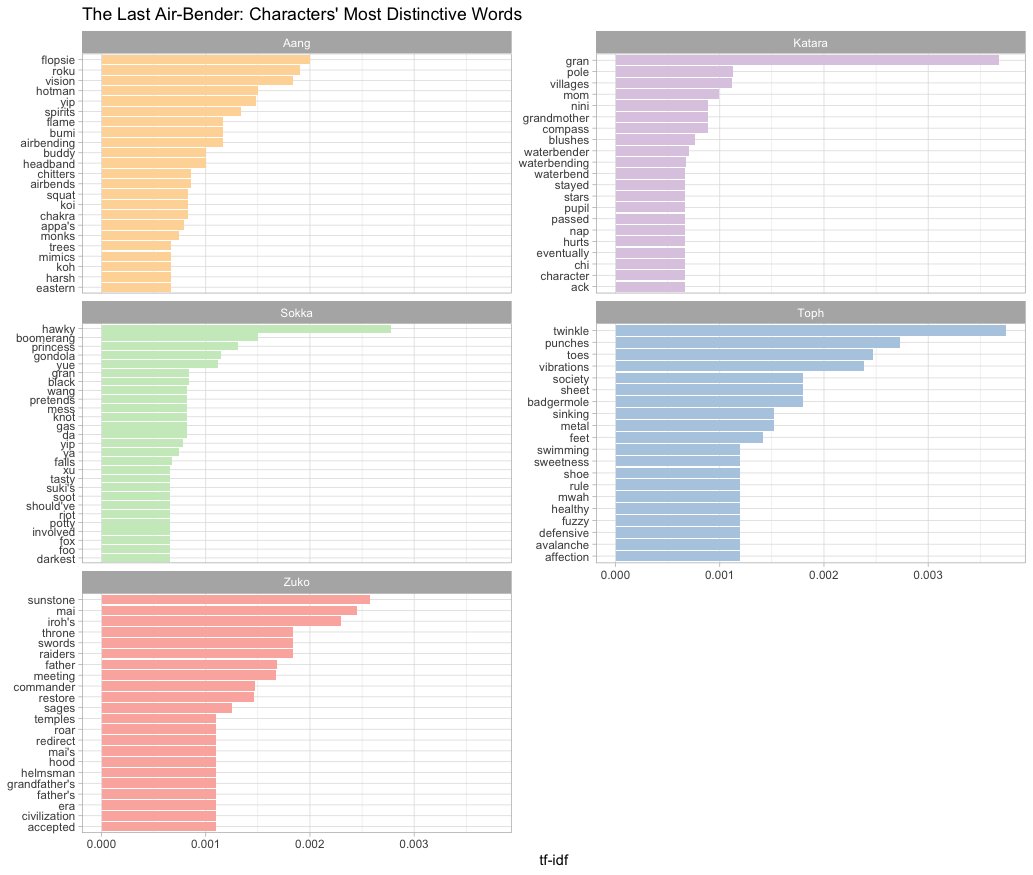 The Last Air-Bender: Characters' Most Distinctive Words
Aang
flopsie
roku
vision
hotman
yip
spirits
flame
bumi
airbending
buddy
headband
chitters
airbends
squat
koi
chakra
appa's
monks
trees
mimics
koh
harsh
eastern
Katara
gran
pole
villages
mom
nini
grandmother
compass
blushes
waterbender
waterbending
waterbend
stayed
stars
pupil
passed
nap
hurts
eventually
chi
character
ack
Sokka
hawky
boomerang
princess
gondola
yue
gran
black
wang
pretends
mess
knot
gas
da
yip
ya
falls
xu
tasty
suki's
soot
should've
riot
potty
involved
fox
foo
darkest
Toph
twinkle
punches
toes
vibrations
society
sheet
badgermole
sinking
metal
feet
swimming
sweetness
shoe
rule
mwah
healthy
fuzzy
defensive
avalanche
affection
0.000 0.001 0.002 0.003
Zuko
sunstone
mai
iroh's
throne
swords
raiders
father
meeting
commander
restore
sages
temples
roar
redirect
mai's
hood
helmsman
grandfather's
father's
era
civilization
accepted
0.000 0.001 0.002 0.003
tf-idf